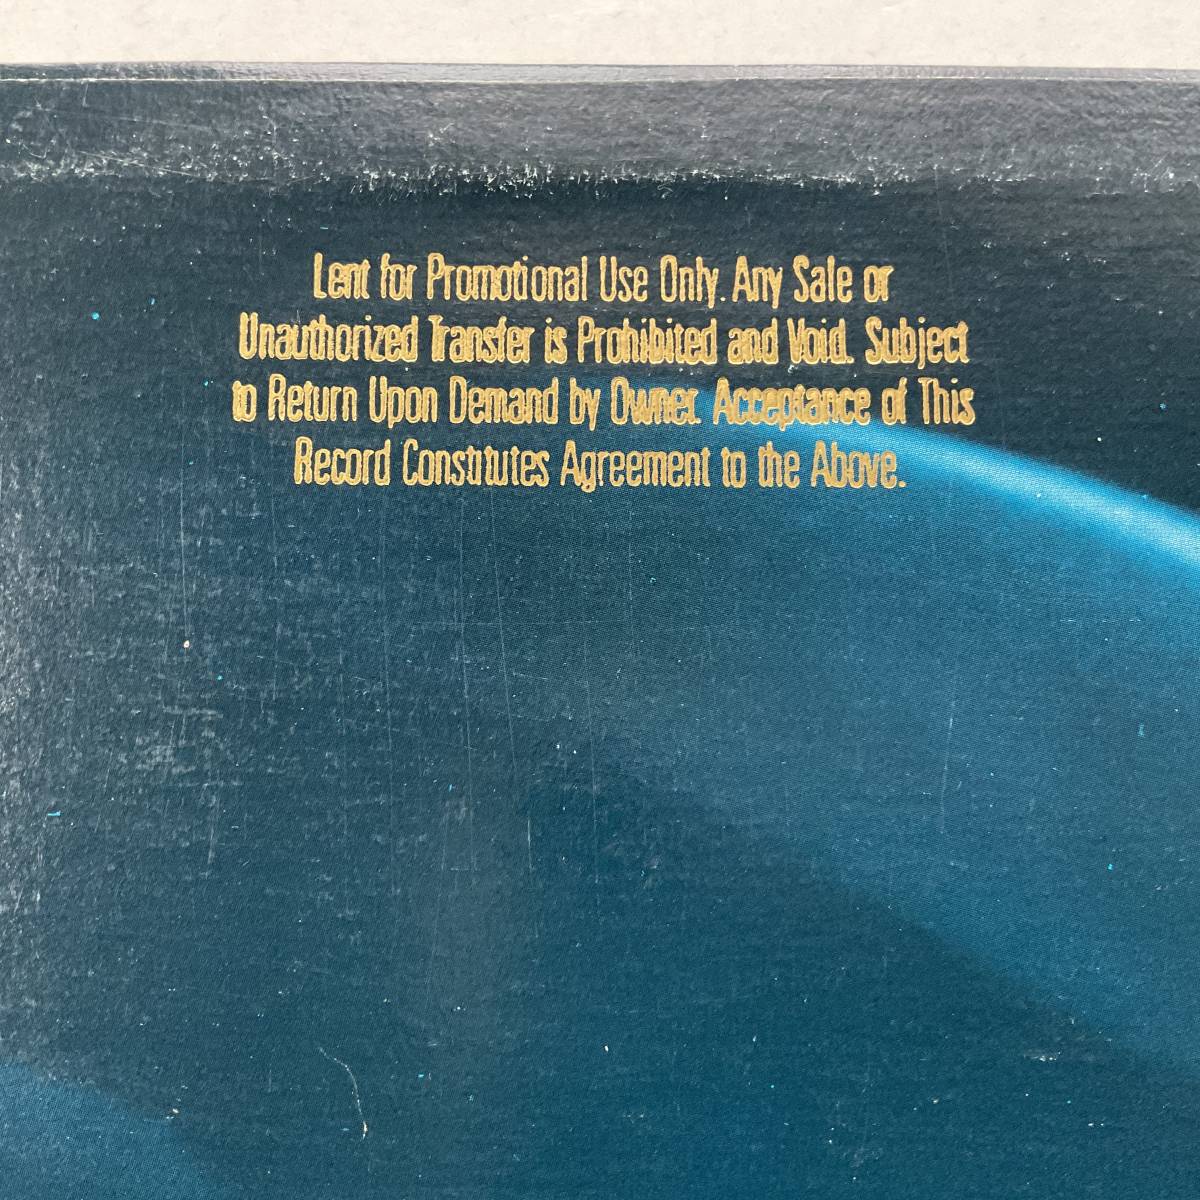 Lent for Promotional Use Only. Any Sale or
Unauthorized Transfer is Prohibited and Void. Subject
to Return Upon Demand by Owner. Acceptance of This
Record Constitutes Agreement to the Above.